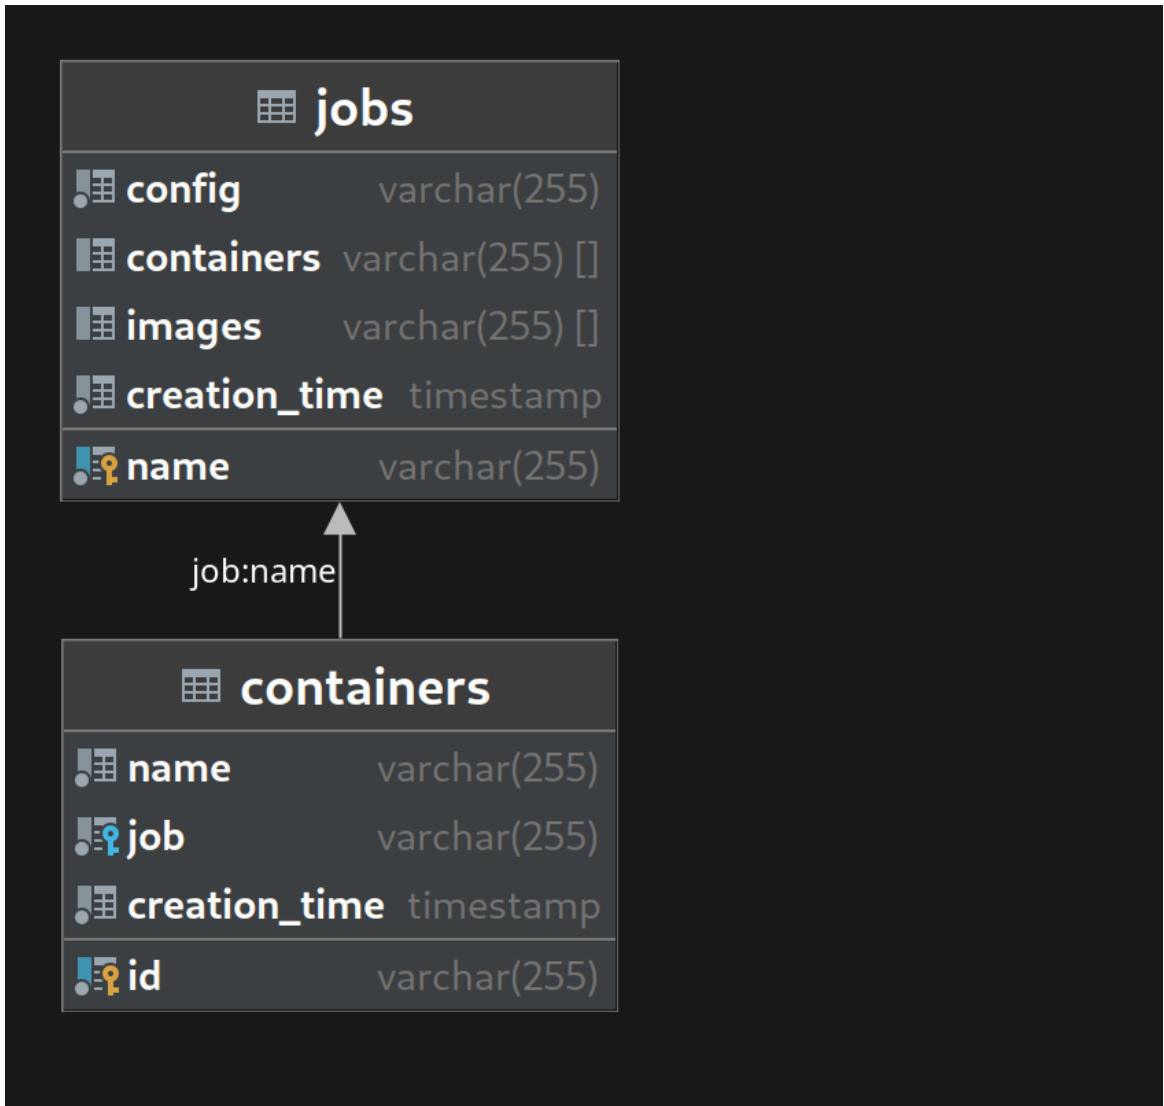 jobs
config varchar(255)
containers varchar(255) []
images varchar(255) []
creation_time timestamp
name varchar(255)
job:name
containers
name varchar(255)
job varchar(255)
creation_time timestamp
id varchar(255)